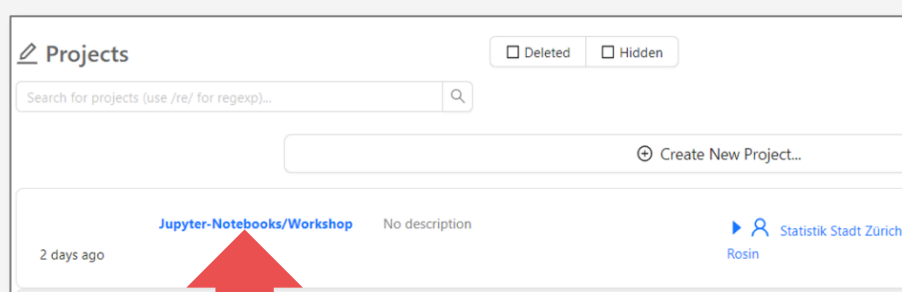 Projects
Deleted
Hidden
Search for projects (use /re/ for regexp)...
Create New Project...
Jupyter-Notebooks/Workshop
No description
2 days ago
Statistik Stadt Zürich
Rosin